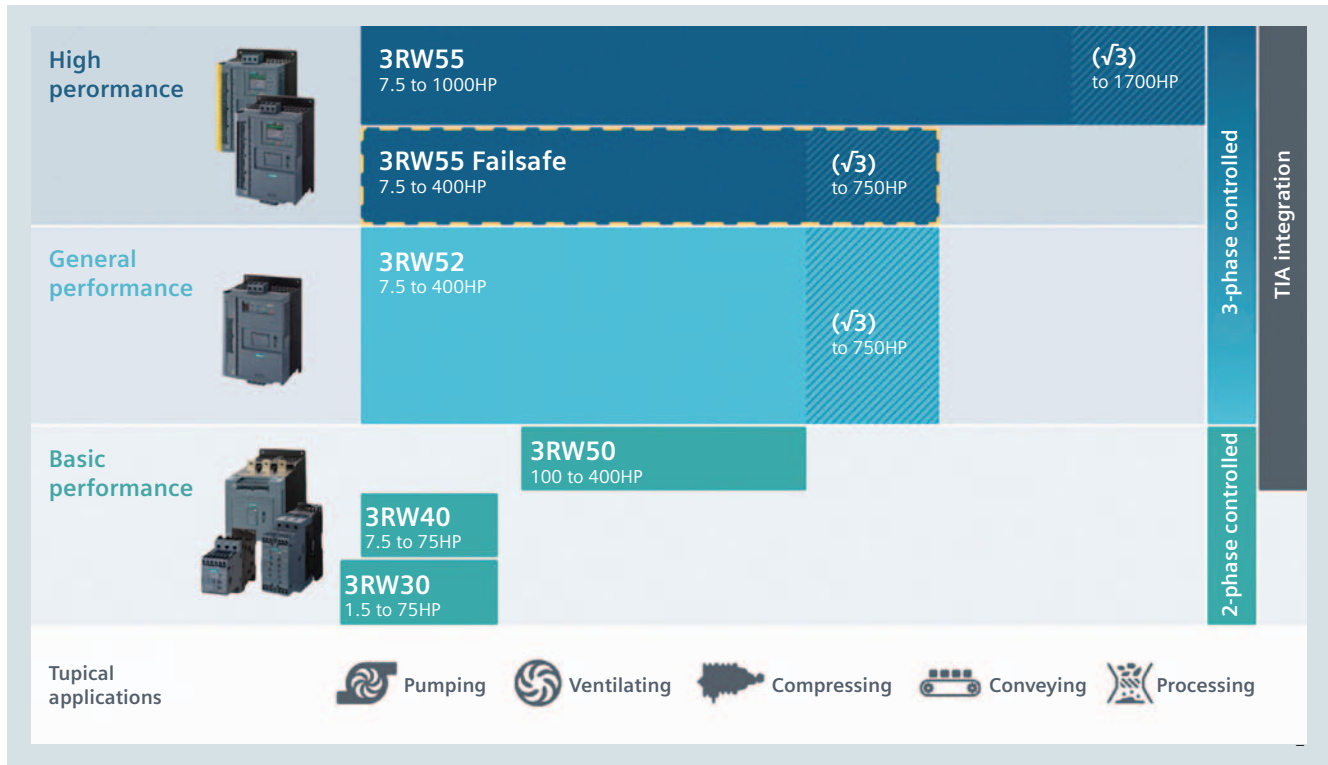 High
perormance
3RW55
7.5 to 1000HP
(√3)
to 1700HP
3RW55 Failsafe
7.5 to 400HP
(√3)
to 750HP
General
performance
3RW52
7.5 to 400HP
(√3)
to 750HP
Basic
performance
3RW50
100 to 400HP
3RW40
7.5 to 75HP
3RW30
1.5 to 75HP
3-phase controlled
2-phase controlled
TIA integration
Tupical
applications
Pumping
Ventilating
Compressing
Conveying
Processing